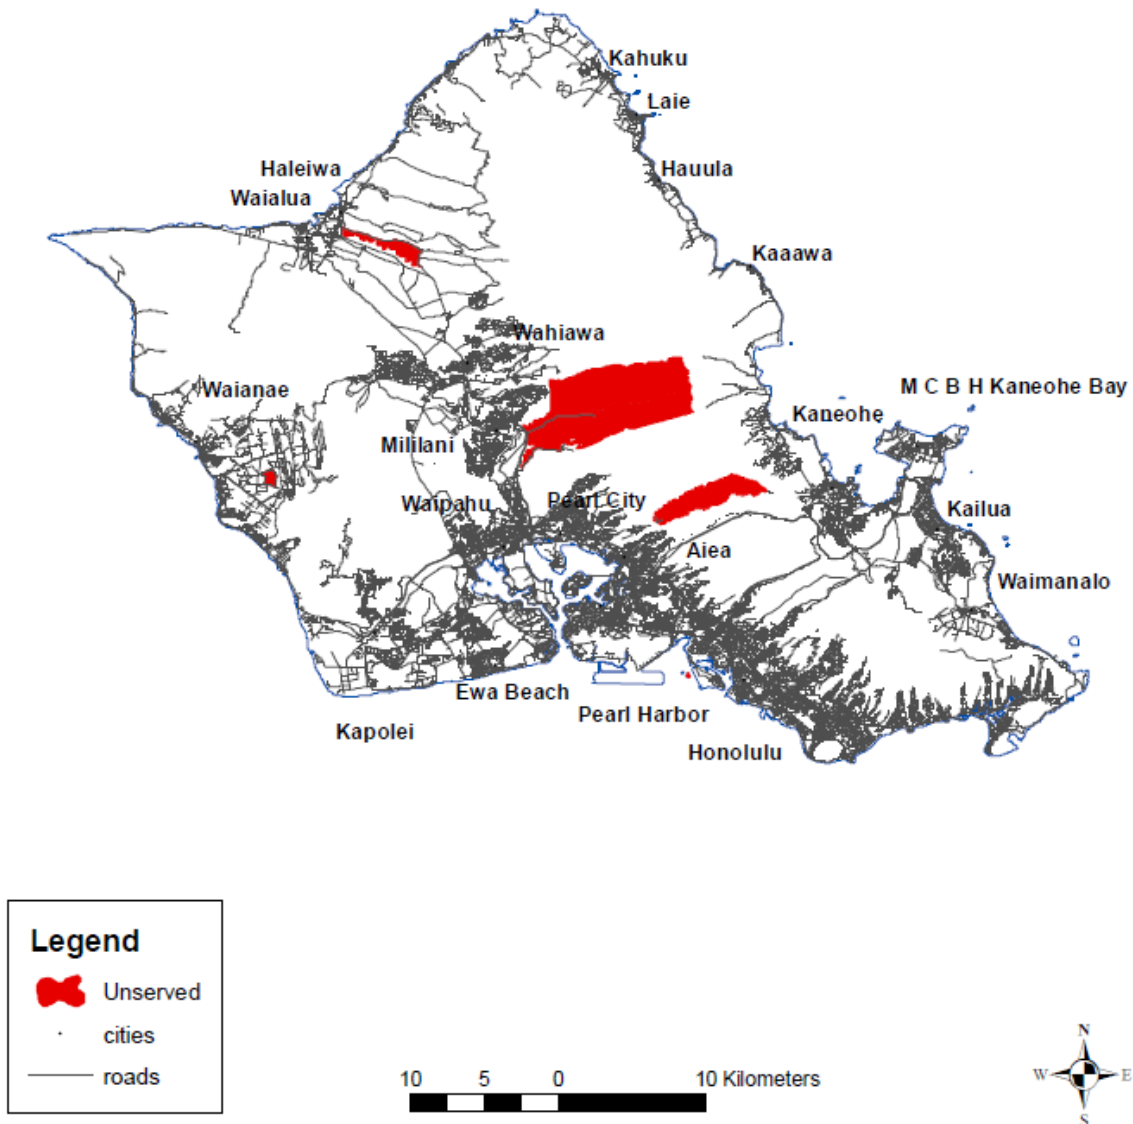 Kahuku
Laie
Haleiwa
Hauula
Waialua
Kaaawa
Wahiawa
Waianae
M C B H Kaneohe Bay
Kaneohe
Mililani
Waipahu
Pearl City
Kailua
Aiea
Waimanalo
Ewa Beach
Pearl Harbor
Kapolei
Honolulu
Legend
Unserved
cities
roads
10 5 0 10 Kilometers
N
W E
S